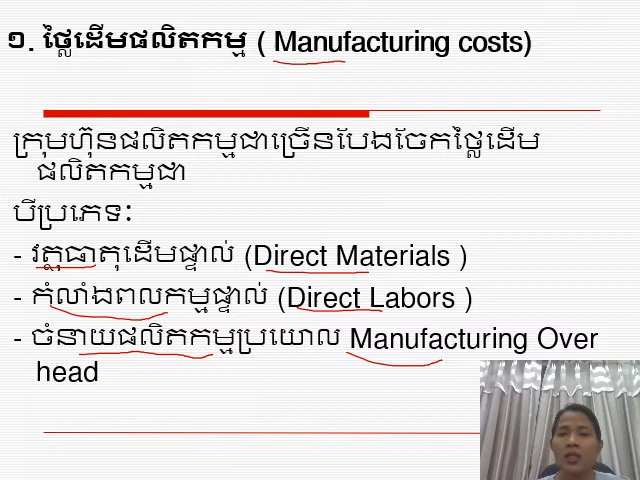 ១. ថ្លៃដើមផលិតកម្ម ( Manufacturing costs)
ក្រុមហ៊ុនផលិតកម្មជាច្រើនបែងចែកថ្លៃដើម
ផលិតកម្មជា
បីប្រភេទៈ
- វត្ថុធាតុដើមផ្ទាល់ (Direct Materials )
- កំលាំងពលកម្មផ្ទាល់ (Direct Labors )
- ចំនាយផលិតកម្មប្រយោល Manufacturing Over
head